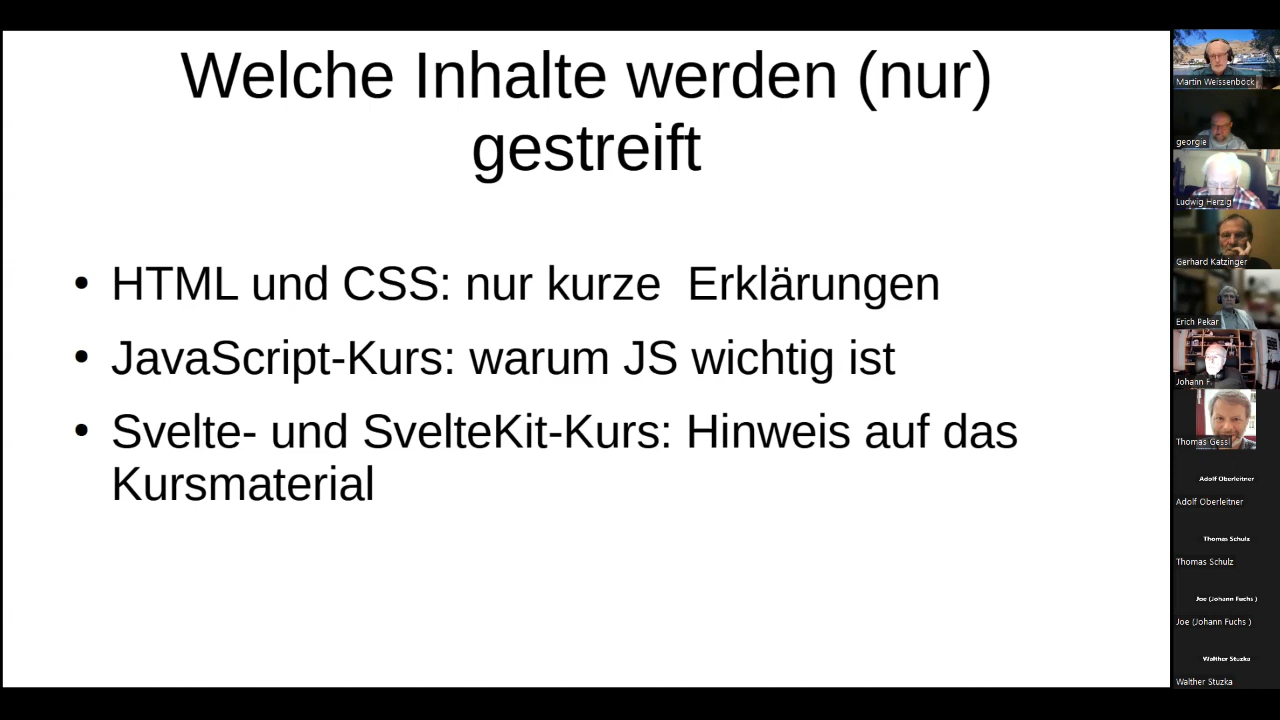 Welche Inhalte werden (nur)
gestreift
• HTML und CSS: nur kurze  Erklärungen
• JavaScript-Kurs: warum JS wichtig ist
• Svelte- und SvelteKit-Kurs: Hinweis auf das
Kursmaterial
Martin Weissenböck
georgie
Ludwig Herzig
Gerhard Katzinger
Erich Pekar
Johann F.
Thomas Gessl
Adolf Oberleitner
Adolf Oberleitner
Thomas Schulz
Thomas Schulz
Joe (Johann Fuchs )
Joe (Johann Fuchs )
Walther Stuzka
Walther Stuzka